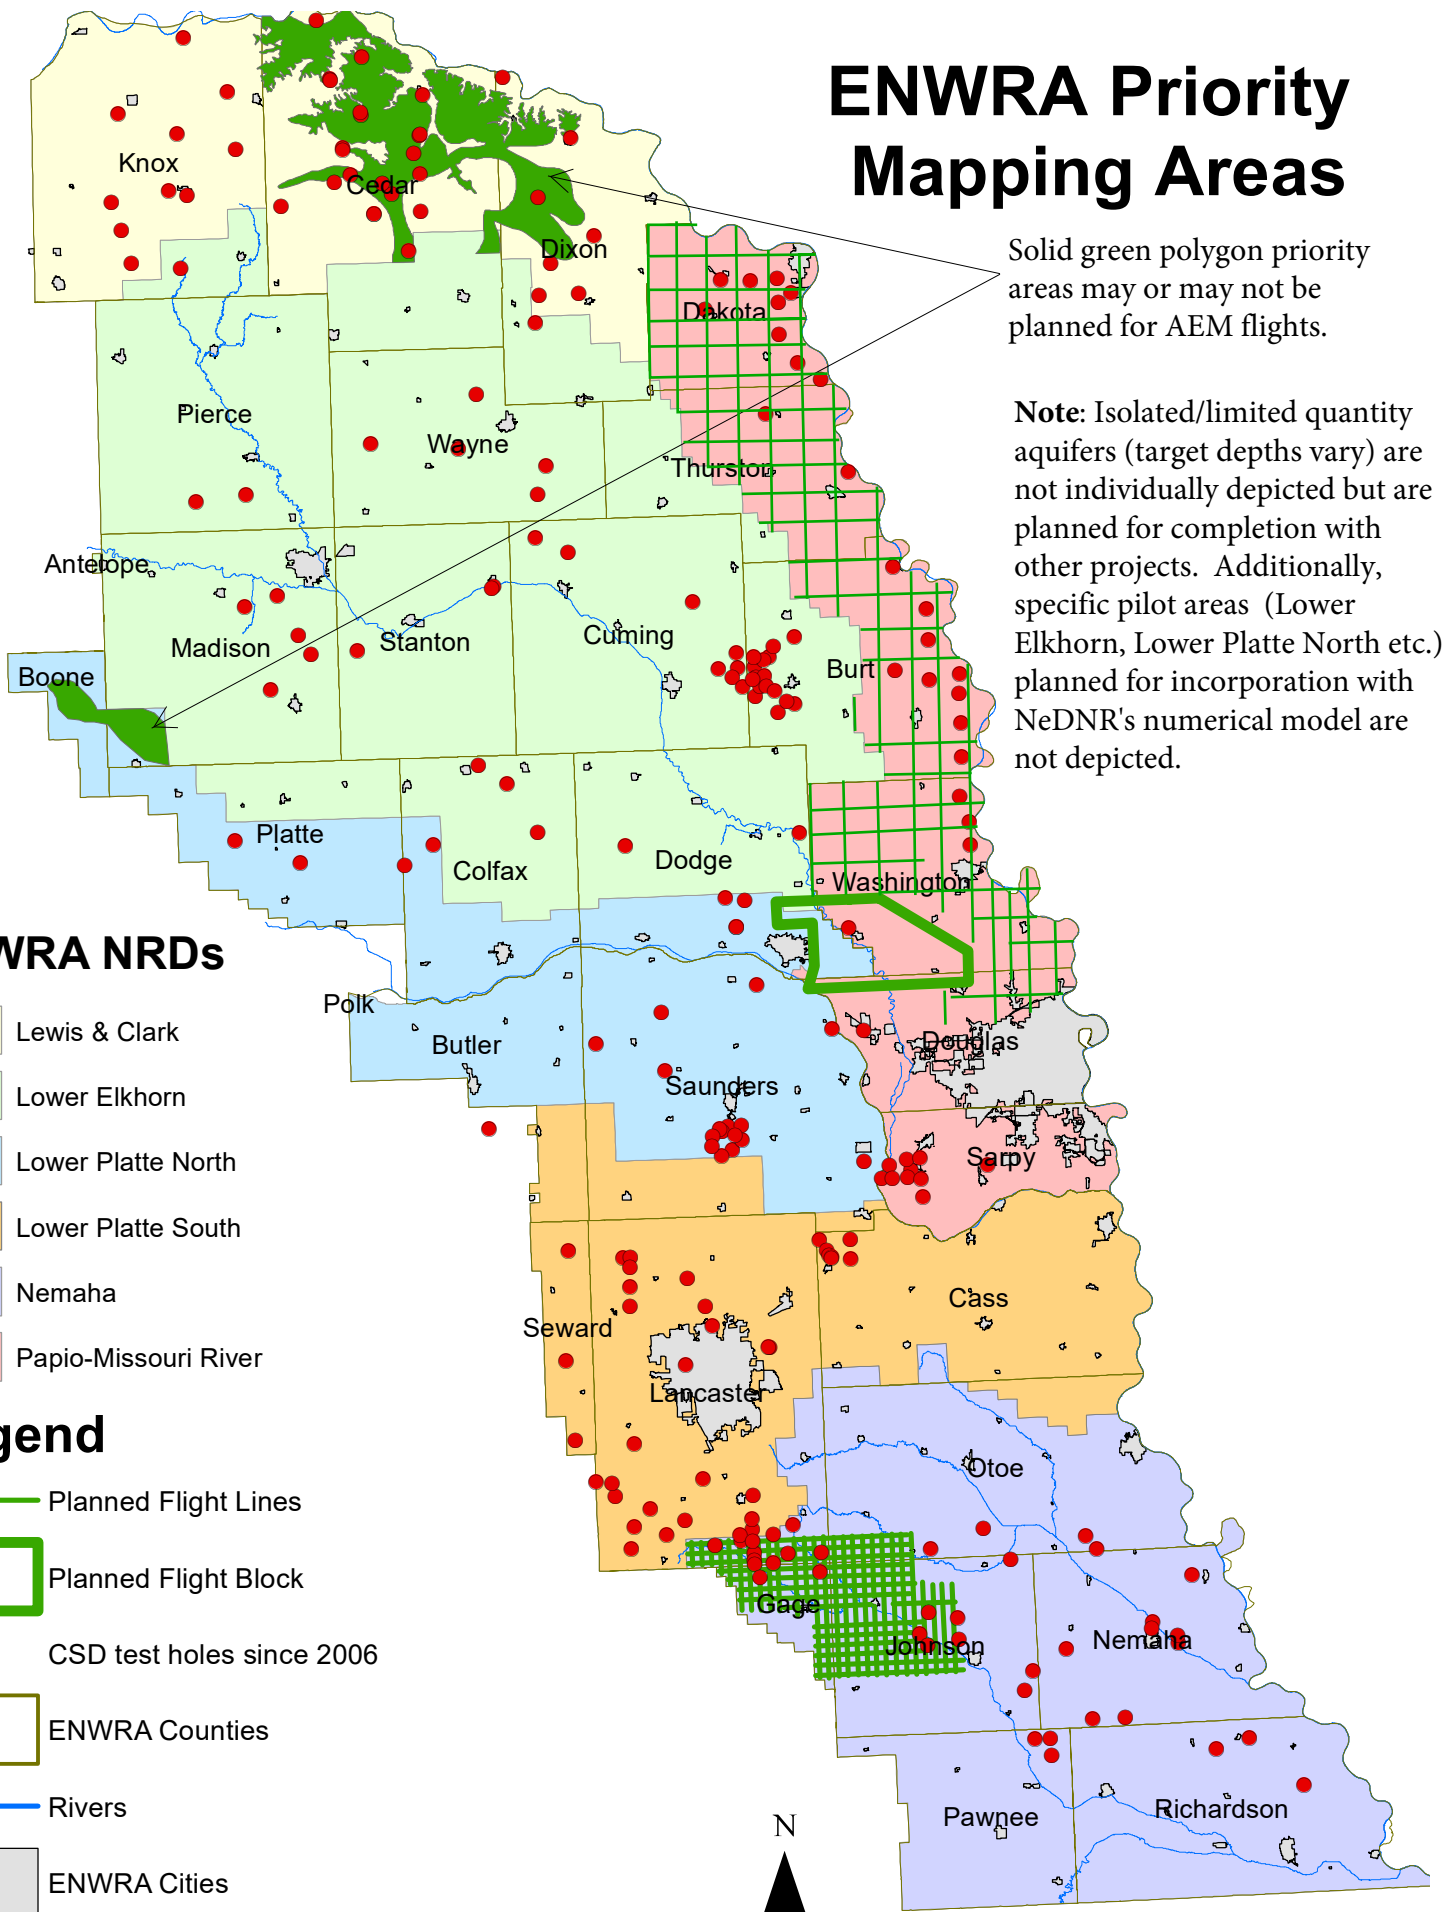 ENWRA Priority
Mapping Areas
Solid green polygon priority
areas may or may not be
planned for AEM flights.
Note: Isolated/limited quantity
aquifers (target depths vary) are
not individually depicted but are
planned for completion with
other projects. Additionally,
specific pilot areas (Lower
Elkhorn, Lower Platte North etc.)
planned for incorporation with
NeDNR's numerical model are
not depicted.
Knox
Cedar
Dixon
Dakota
Pierce
Wayne
Thurston
Antelope
Madison
Stanton
Cuming
Burt
Boone
Platte
Colfax
Dodge
Washington
Polk
Butler
Saunders
Douglas
Sarpy
Seward
Lancaster
Cass
Otoe
Gage
Johnson
Nemaha
Pawnee
Richardson
WRA NRDs
Lewis & Clark
Lower Elkhorn
Lower Platte North
Lower Platte South
Nemaha
Papio-Missouri River
gend
Planned Flight Lines
Planned Flight Block
CSD test holes since 2006
ENWRA Counties
Rivers
ENWRA Cities
N